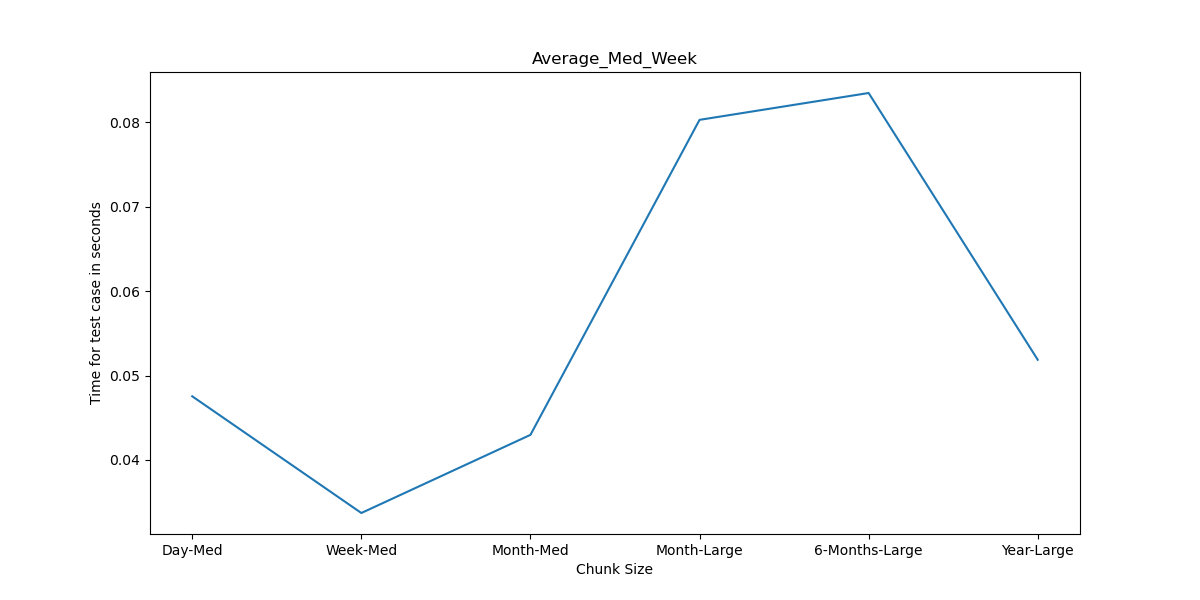 Average_Med_Week
Time for test case in seconds
0.08
0.07
0.06
0.05
0.04
Day-Med Week-Med Month-Med Month-Large 6-Months-Large Year-Large
Chunk Size